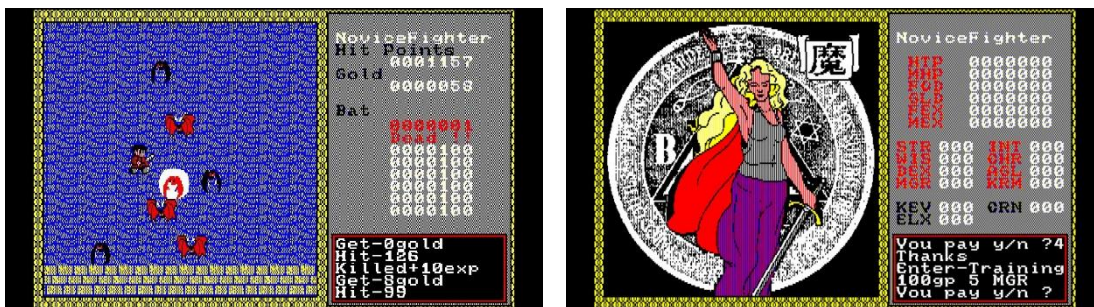 NoviceFighter
Hit Points
0001157
Gold
0000058
Bat
0000001
Dead !!
0000100
0000100
0000100
0000100
0000100
0000100
Get-0gold
Hit-126
Killed+10exp
Get-8gold
Hit-99
魔
B
NoviceFighter
HTP 0000000
MHP 0000000
FOD 0000000
GLD 0000000
EXP 0000000
MEX 0000000
STR 000 INT 000
WIS 000 CHR 000
DEX 000 AGL 000
MGR 000 KRM 000
KEY 000 CRN 000
ELX 000
You pay y/n ?4
Thanks
Enter-Training
100gp 5 MGR
You pay y/n ?